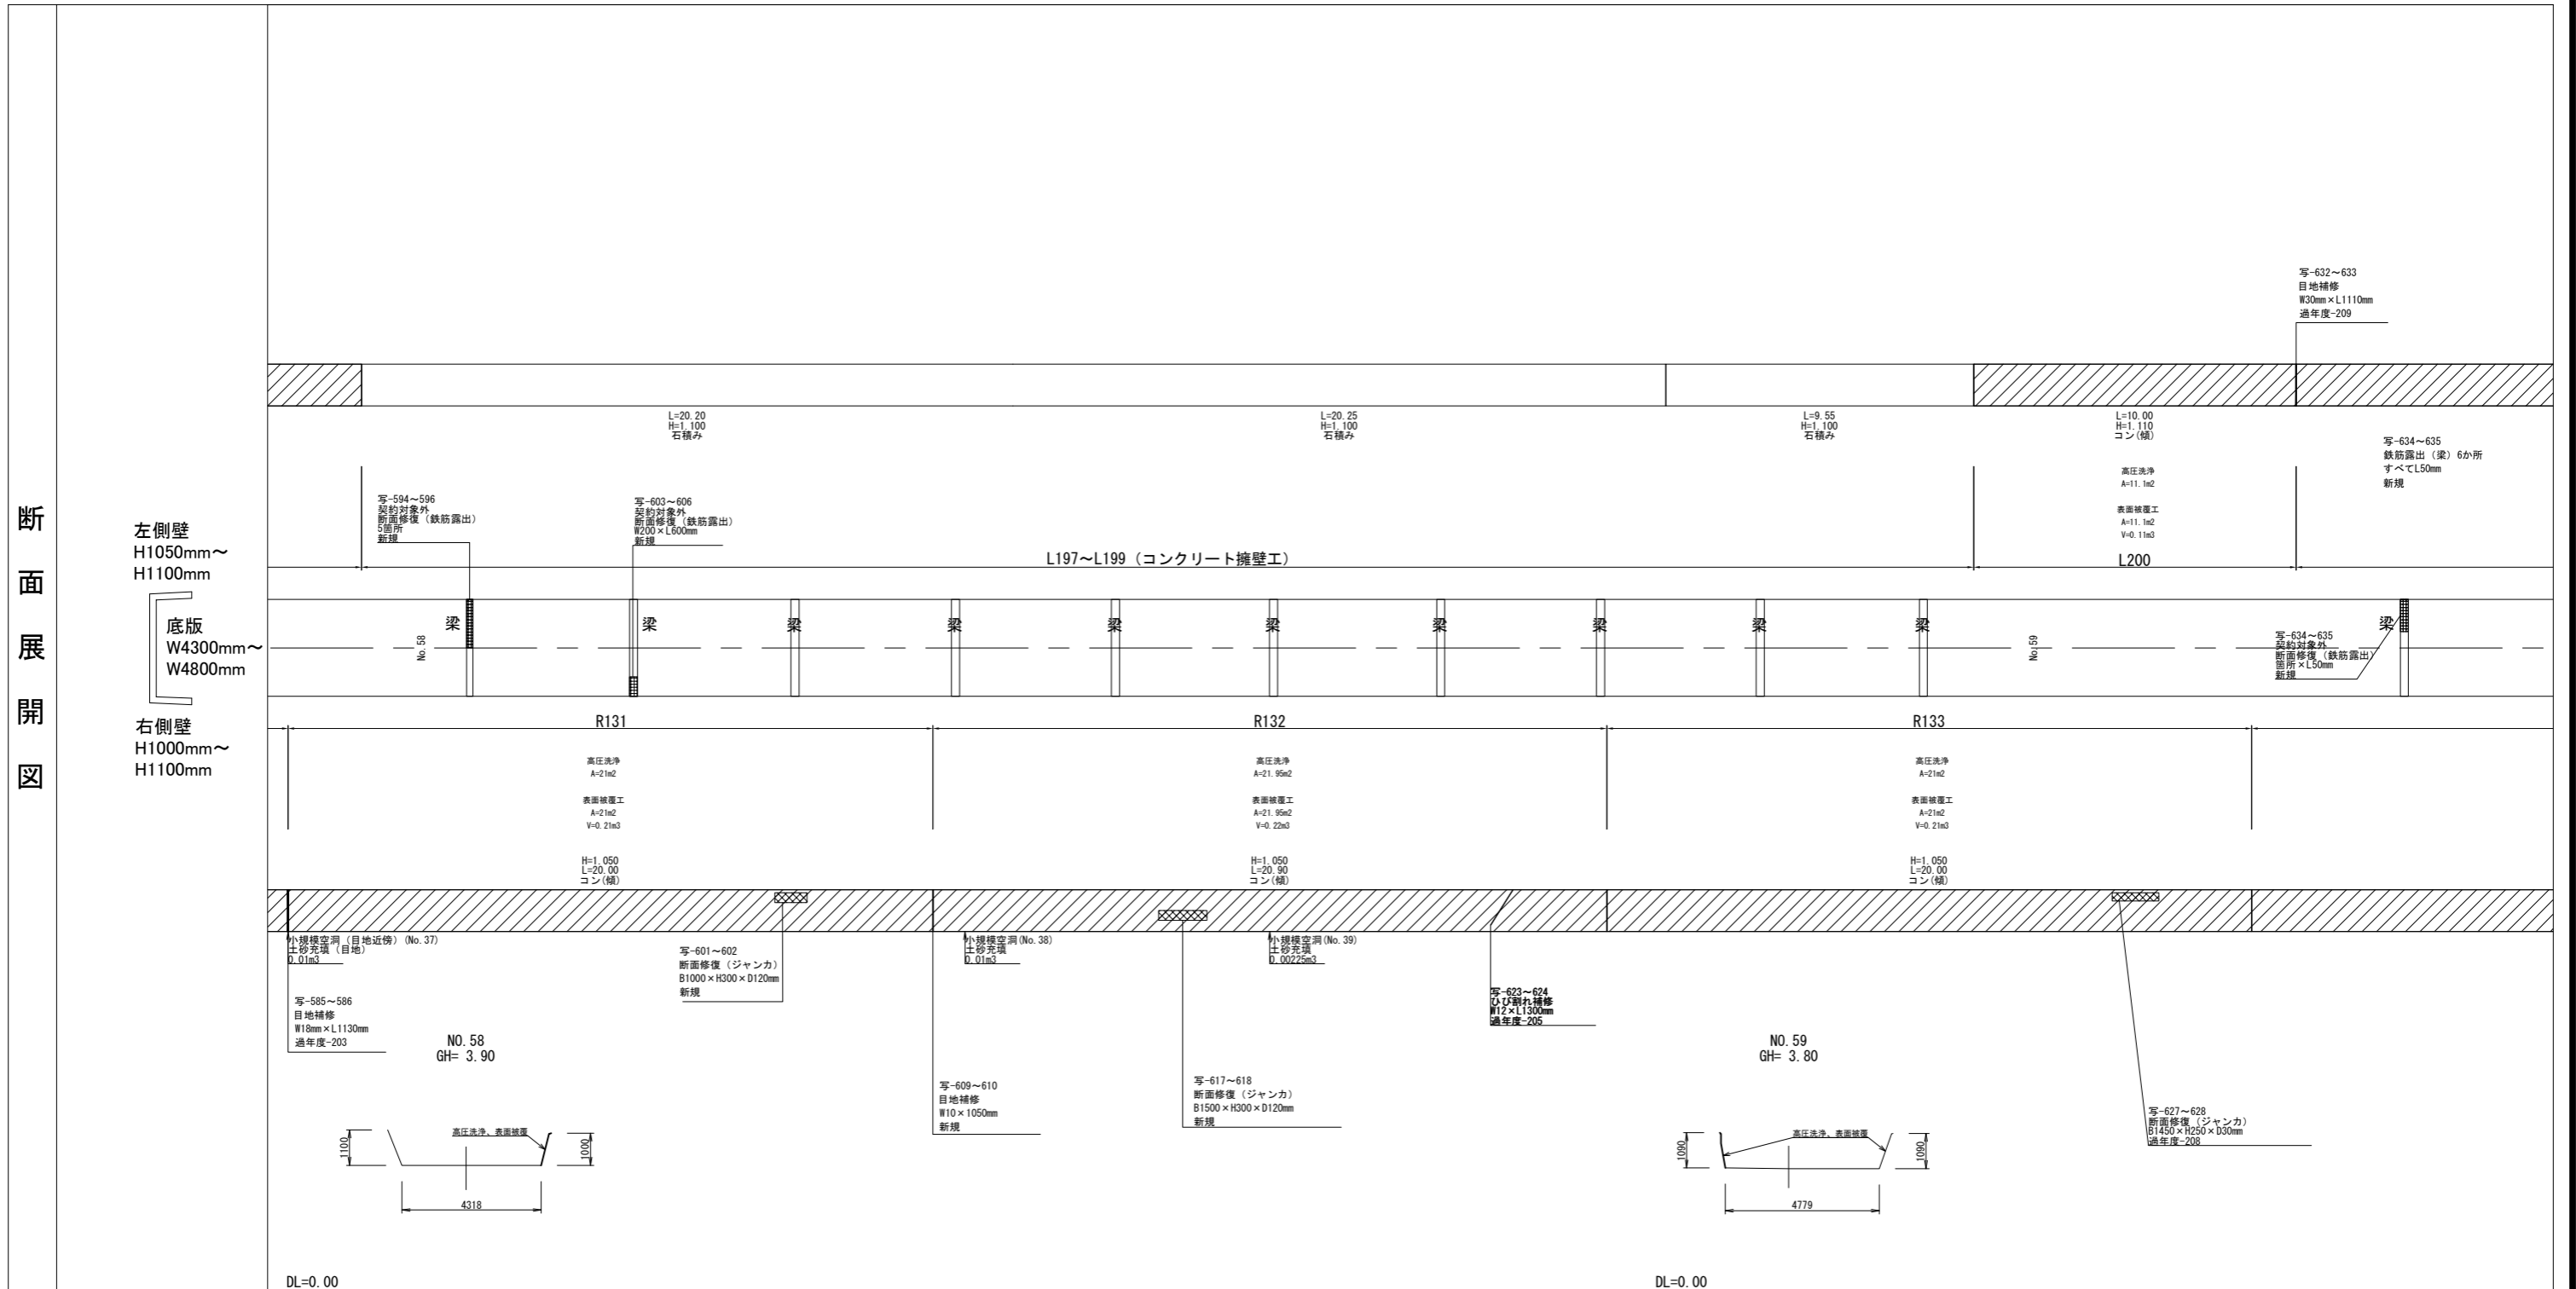 断面展開図
左側壁
H1050mm～
H1100mm
底版
W4300mm～
W4800mm
右側壁
H1000mm～
H1100mm
写-632～633
目地補修
W30mm×L1110mm
過年度-209
L=20.20
H=1.100
石積み
L=20.25
H=1.100
石積み
L=9.55
H=1.100
石積み
L=10.00
H=1.110
コン(傾)
高圧洗浄
A=11.1m2
表面被覆工
A=11.1m2
V=0.11m3
写-634～635
鉄筋露出（梁）6か所
すべてL50mm
新規
写-594～596
契約対象外
断面修復（鉄筋露出）
5箇所
新規
写-603～606
契約対象外
断面修復（鉄筋露出）
W200×L600mm
新規
L197～L199（コンクリート擁壁工）
L200
No.58
梁
梁
梁
梁
梁
梁
梁
梁
梁
梁
No.59
梁
写-634～635
契約対象外
断面修復（鉄筋露出）
箇所×L50mm
新規
R131
R132
R133
高圧洗浄
A=21m2
表面被覆工
A=21m2
V=0.21m3
高圧洗浄
A=21.95m2
表面被覆工
A=21.95m2
V=0.22m3
高圧洗浄
A=21m2
表面被覆工
A=21m2
V=0.21m3
H=1.050
L=20.00
コン(傾)
H=1.050
L=20.90
コン(傾)
H=1.050
L=20.00
コン(傾)
小規模空洞（目地近傍）(No.37)
土砂充填（目地）
0.01m3
写-585～586
目地補修
W18mm×L1130mm
過年度-203
写-601～602
断面修復（ジャンカ）
B1000×H300×D120mm
新規
小規模空洞(No.38)
土砂充填
0.01m3
写-609～610
目地補修
W10×1050mm
新規
小規模空洞(No.39)
土砂充填
0.00225m3
写-617～618
断面修復（ジャンカ）
B1500×H300×D120mm
新規
写-623～624
ひび割れ補修
W12×L1300mm
過年度-205
写-627～628
断面修復（ジャンカ）
B1450×H250×D30mm
過年度-208
NO.58
GH= 3.90
高圧洗浄、表面被覆
1100
1000
4318
NO.59
GH= 3.80
高圧洗浄、表面被覆
1090
1090
4779
DL=0.00
DL=0.00